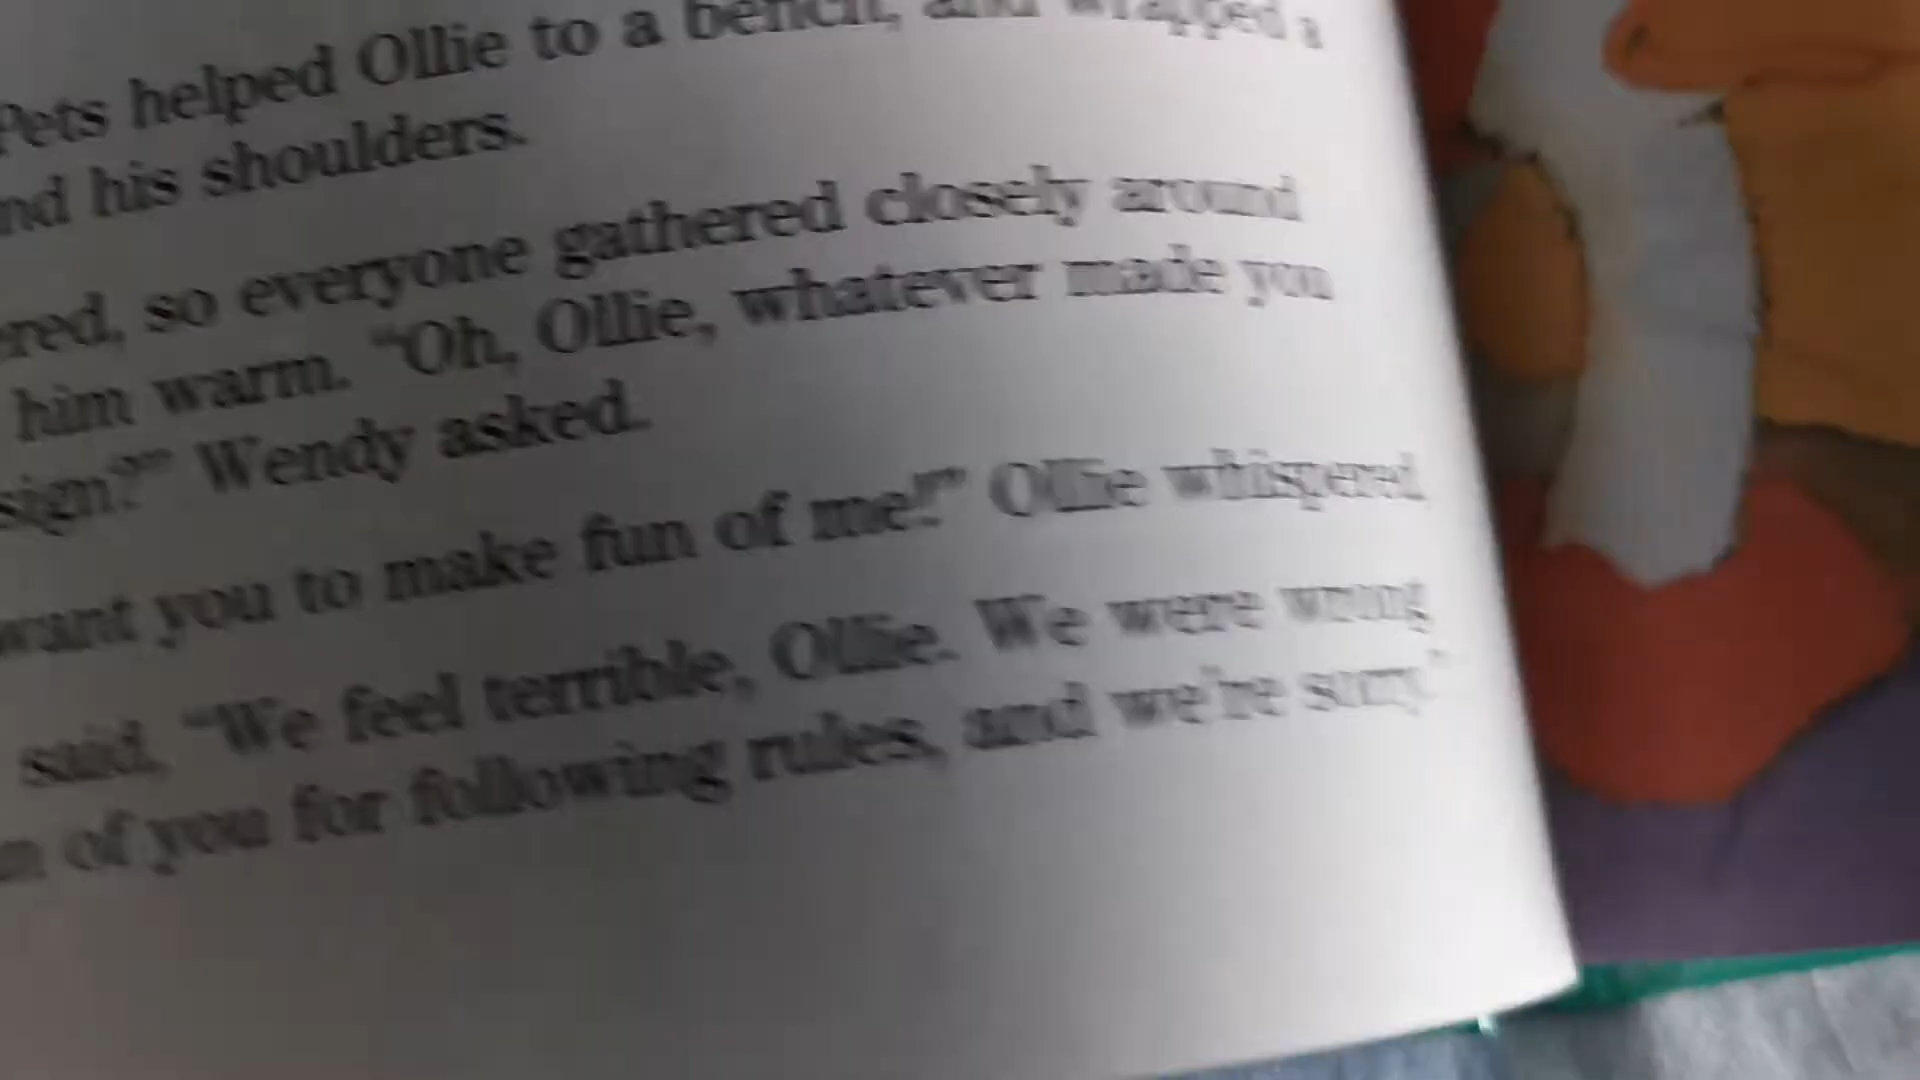 Pets helped Ollie to a bench, and wrapped a
nd his shoulders.
red, so everyone gathered closely around
him warm. “Oh, Ollie, whatever made you
sign?” Wendy asked.
want you to make fun of me!” Ollie whispered
said, “We feel terrible, Ollie. We were wrong
n of you for following rules, and we're sorry.”